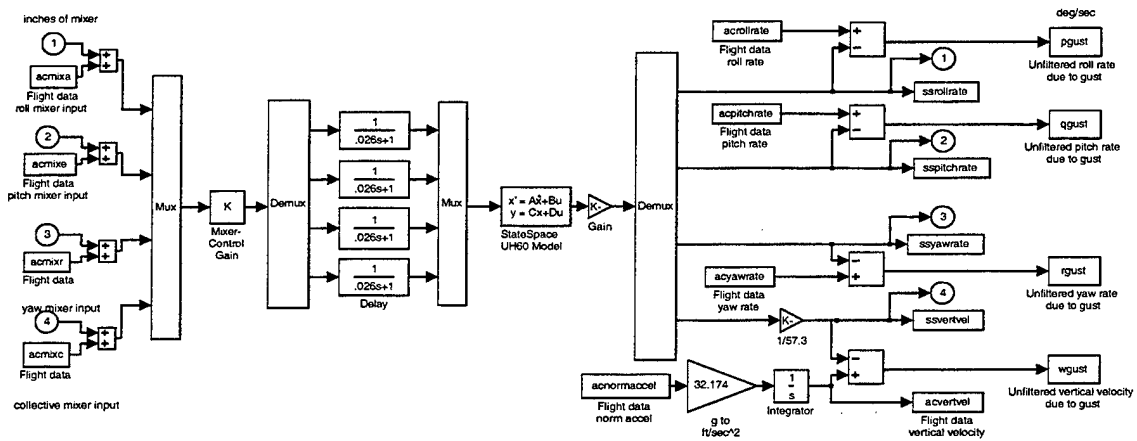 inches of mixer
1
+
+
acmixa
Flight data
roll mixer input
2
+
+
acmixe
Flight data
pitch mixer input
3
+
+
acmixr
Flight data
yaw mixer input
4
+
+
acmixc
Flight data
collective mixer input
Mux
K
Mixer-
Control
Gain
Demux
1
.026s+1
1
.026s+1
1
.026s+1
1
.026s+1
Delay
Mux
x' = Ax+Bu
y = Cx+Du
StateSpace
UH60 Model
K-
Gain
Demux
acrollrate
Flight data
roll rate
+
−
1
ssrollrate
deg/sec
pgust
Unfiltered roll rate
due to gust
acpitchrate
Flight data
pitch rate
+
−
2
sspitchrate
qgust
Unfiltered pitch rate
due to gust
3
ssyawrate
acyawrate
Flight data
yaw rate
−
+
rgust
Unfiltered yaw rate
due to gust
4
ssvertvel
K-
1/57.3
−
+
wgust
Unfiltered vertical velocity
due to gust
acnormaccel
Flight data
norm accel
32.174
g to
ft/sec^2
1
s
Integrator
acvertvel
Flight data
vertical velocity